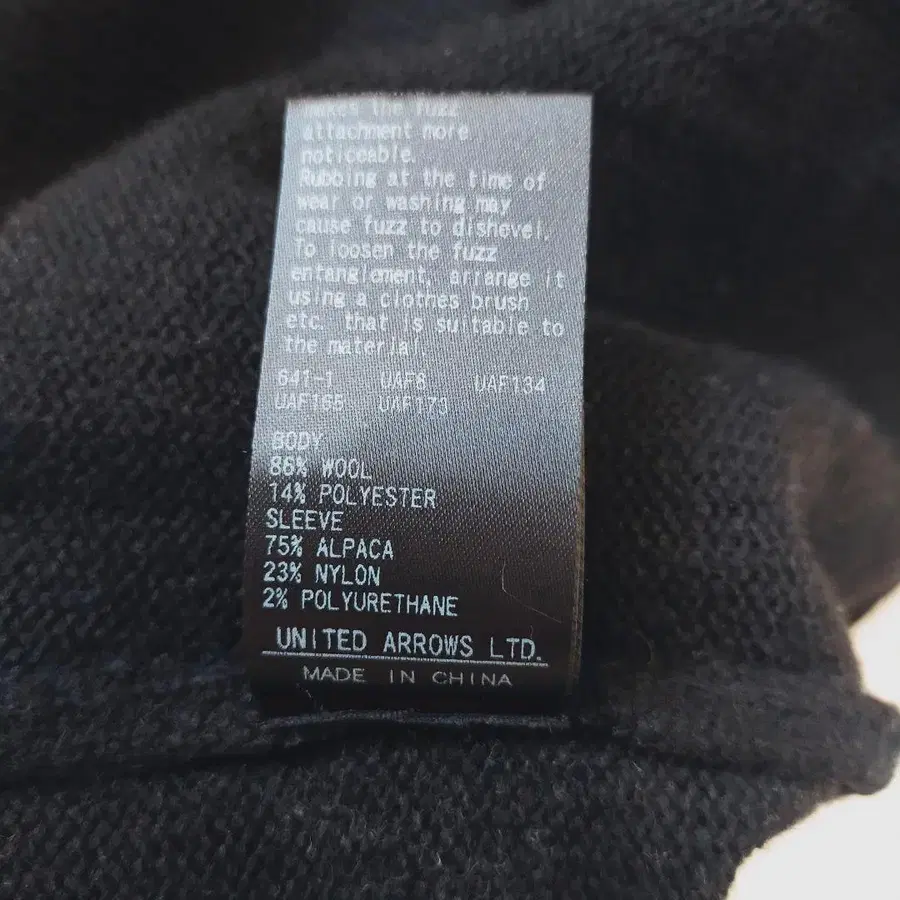 makes the fuzz
attachment more
noticeable.
Rubbing at the time of
wear or washing may
cause fuzz to dishevel.
To loosen the fuzz
entanglement, arrange it
using a clothes brush
etc. that is suitable to
the material.
641-1 UAF8 UAF134
UAF165 UAF173
BODY
86% WOOL
14% POLYESTER
SLEEVE
75% ALPACA
23% NYLON
2% POLYURETHANE
UNITED ARROWS LTD.
MADE IN CHINA